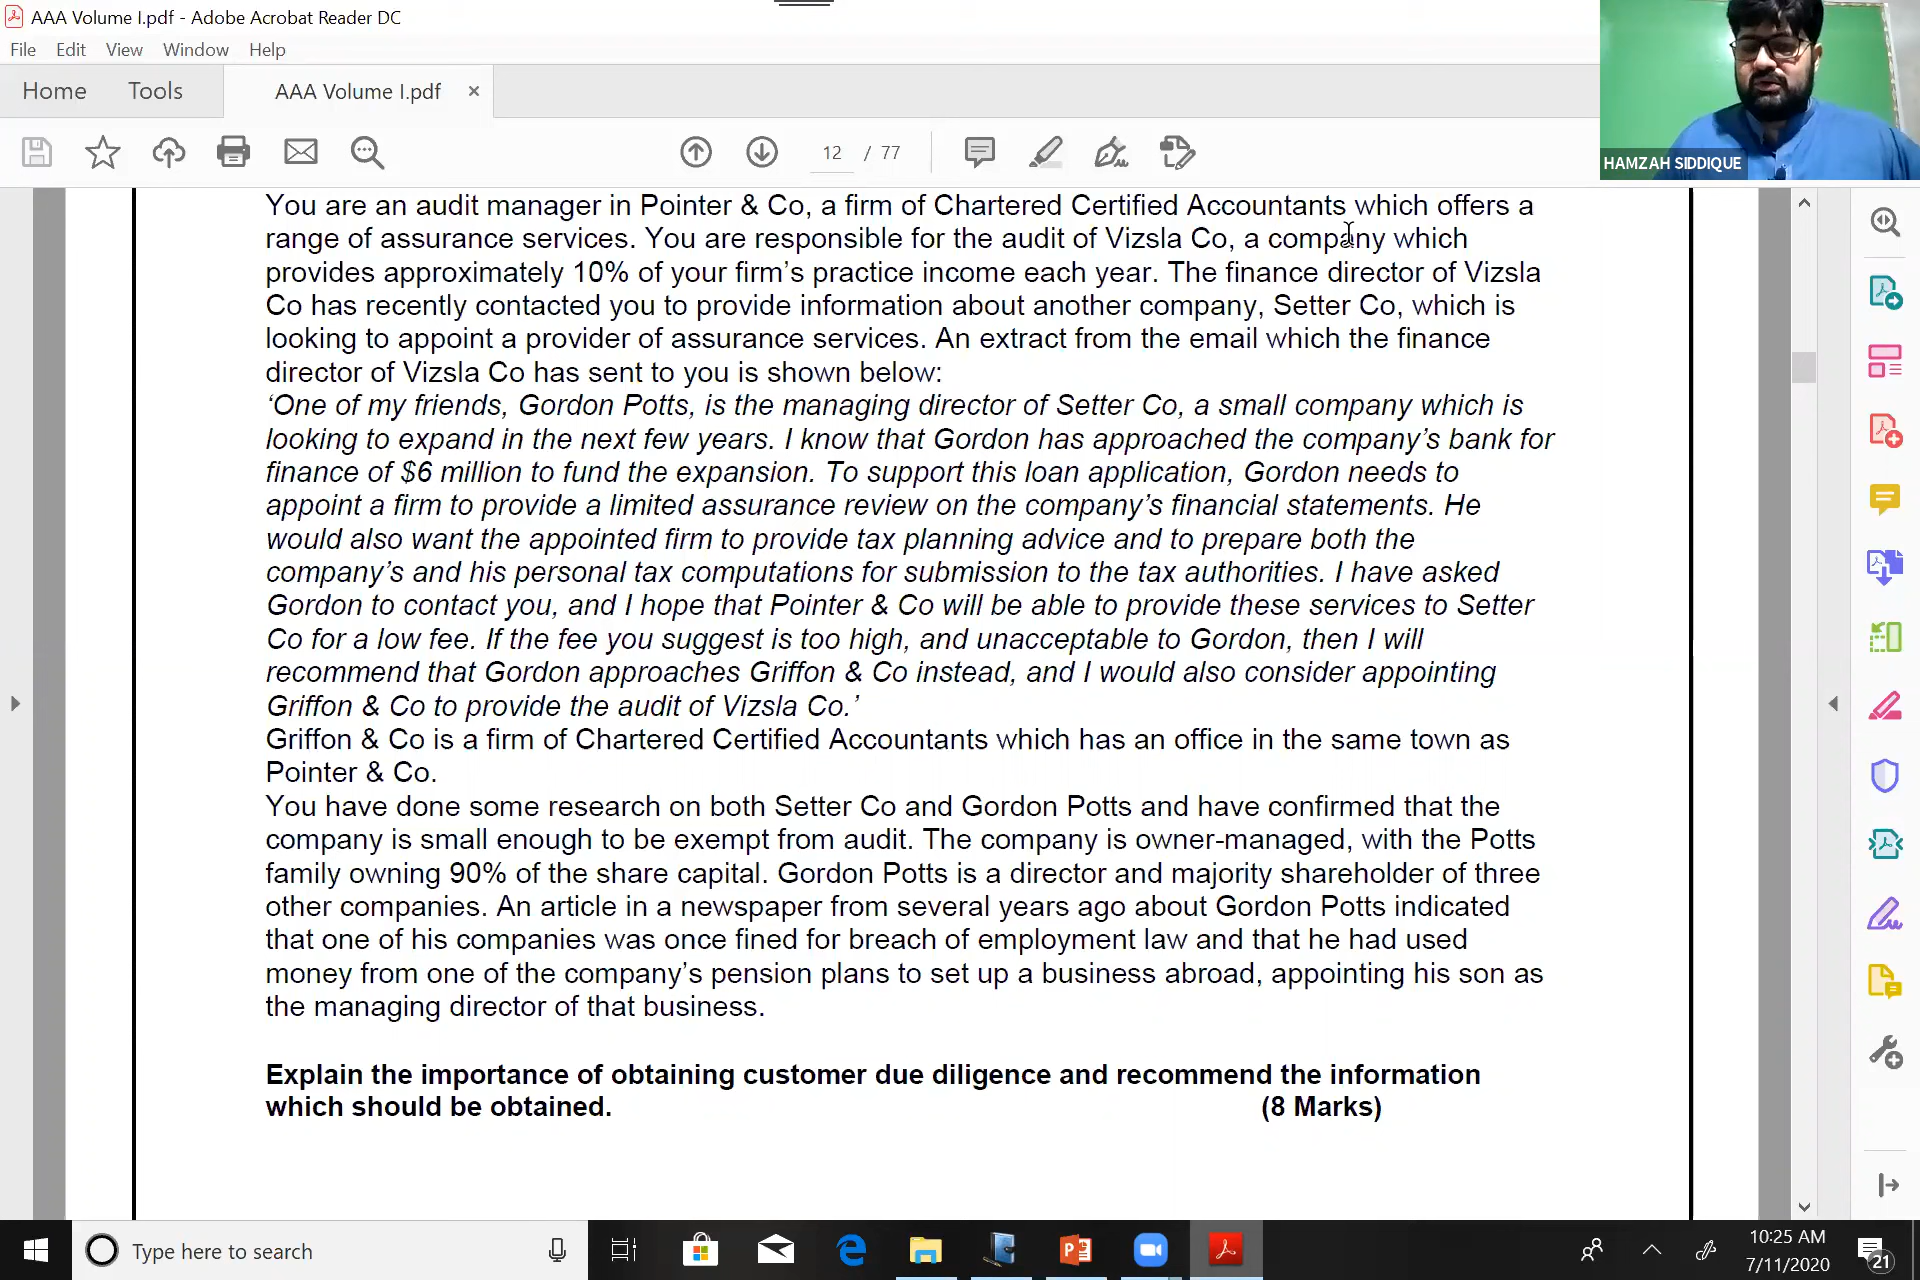 AAA Volume I.pdf - Adobe Acrobat Reader DC
File Edit View Window Help
Home Tools AAA Volume I.pdf ×
12 / 77
HAMZAH SIDDIQUE
You are an audit manager in Pointer & Co, a firm of Chartered Certified Accountants which offers a
range of assurance services. You are responsible for the audit of Vizsla Co, a company which
provides approximately 10% of your firm's practice income each year. The finance director of Vizsla
Co has recently contacted you to provide information about another company, Setter Co, which is
looking to appoint a provider of assurance services. An extract from the email which the finance
director of Vizsla Co has sent to you is shown below:
‘One of my friends, Gordon Potts, is the managing director of Setter Co, a small company which is
looking to expand in the next few years. I know that Gordon has approached the company's bank for
finance of $6 million to fund the expansion. To support this loan application, Gordon needs to
appoint a firm to provide a limited assurance review on the company's financial statements. He
would also want the appointed firm to provide tax planning advice and to prepare both the
company's and his personal tax computations for submission to the tax authorities. I have asked
Gordon to contact you, and I hope that Pointer & Co will be able to provide these services to Setter
Co for a low fee. If the fee you suggest is too high, and unacceptable to Gordon, then I will
recommend that Gordon approaches Griffon & Co instead, and I would also consider appointing
Griffon & Co to provide the audit of Vizsla Co.’
Griffon & Co is a firm of Chartered Certified Accountants which has an office in the same town as
Pointer & Co.
You have done some research on both Setter Co and Gordon Potts and have confirmed that the
company is small enough to be exempt from audit. The company is owner-managed, with the Potts
family owning 90% of the share capital. Gordon Potts is a director and majority shareholder of three
other companies. An article in a newspaper from several years ago about Gordon Potts indicated
that one of his companies was once fined for breach of employment law and that he had used
money from one of the company's pension plans to set up a business abroad, appointing his son as
the managing director of that business.
Explain the importance of obtaining customer due diligence and recommend the information
which should be obtained. (8 Marks)
Type here to search
10:25 AM
7/11/2020
21